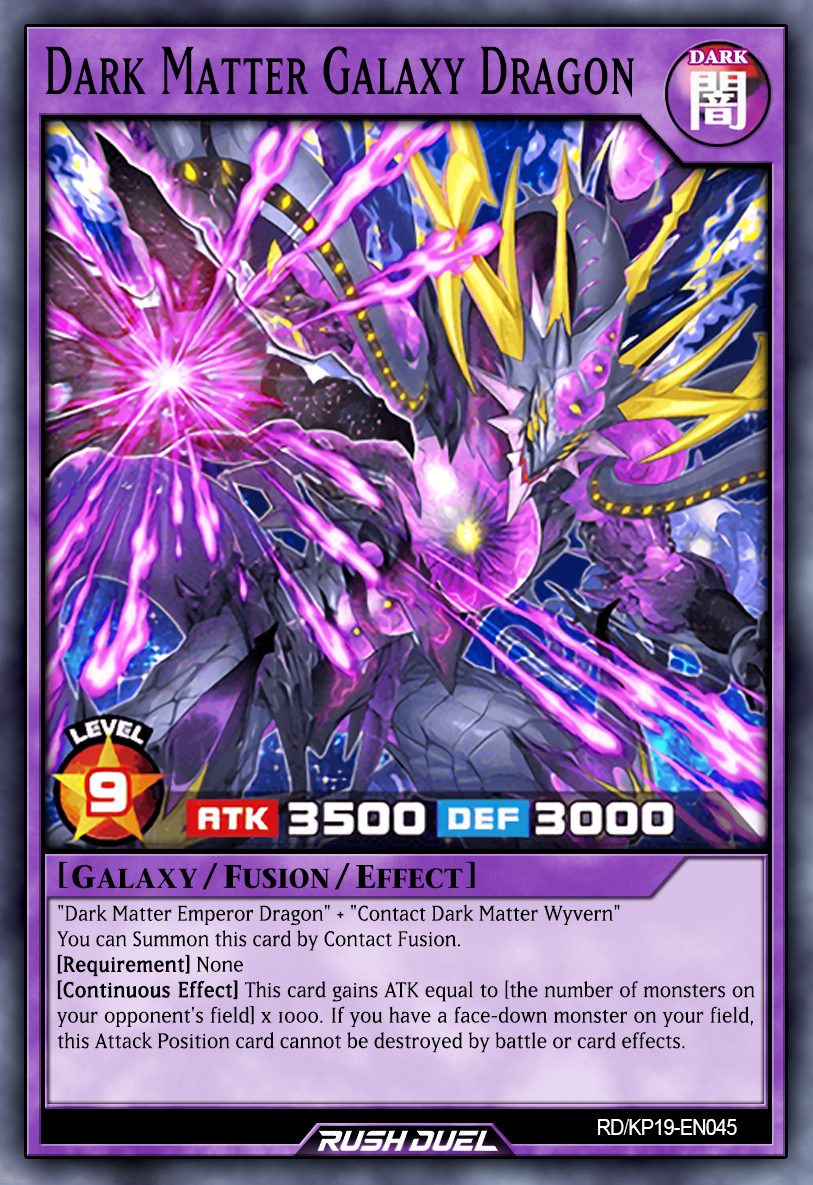 DARK MATTER GALAXY DRAGON
DARK
闇
LEVEL
9
ATK 3500 DEF 3000
[GALAXY/FUSION/EFFECT]
"Dark Matter Emperor Dragon" + "Contact Dark Matter Wyvern"
You can Summon this card by Contact Fusion.
[Requirement] None
[Continuous Effect] This card gains ATK equal to [the number of monsters on
your opponent's field] x 1000. If you have a face-down monster on your field,
this Attack Position card cannot be destroyed by battle or card effects.
RD/KP19-EN045
RUSH DUEL